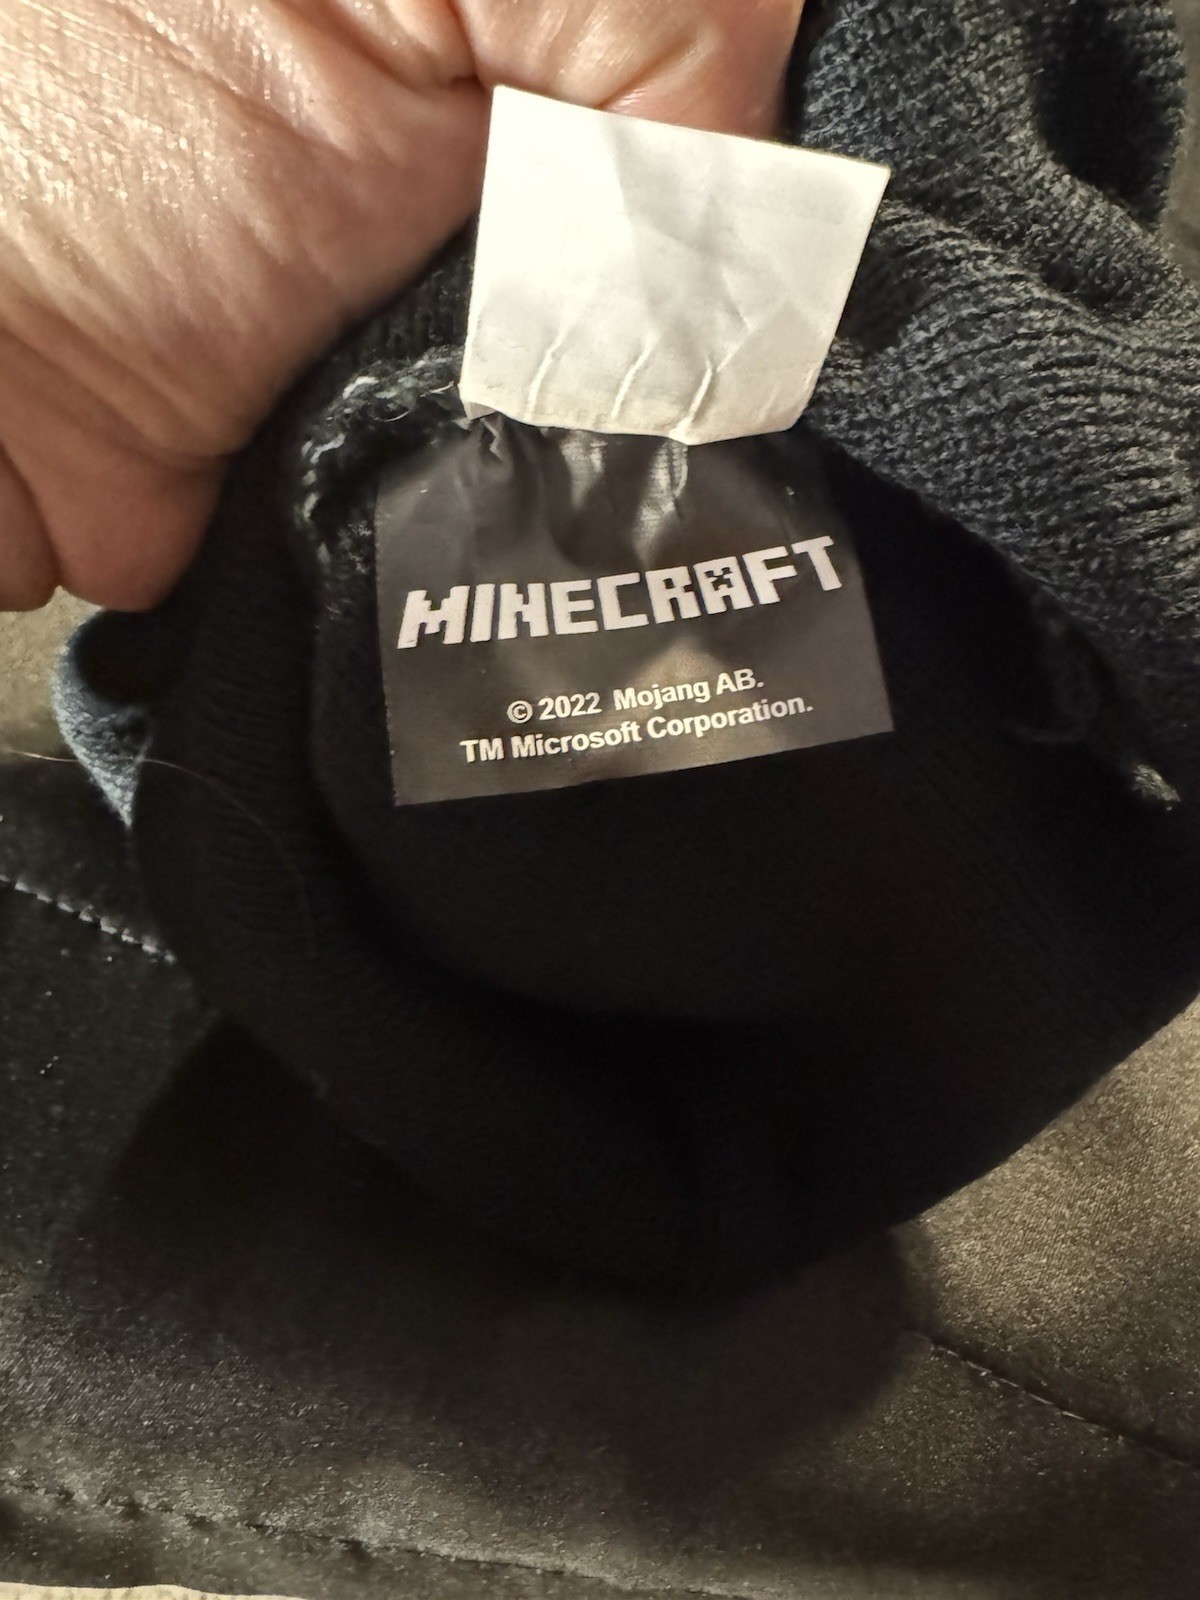 MINECRAFT
© 2022 Mojang AB.
TM Microsoft Corporation.